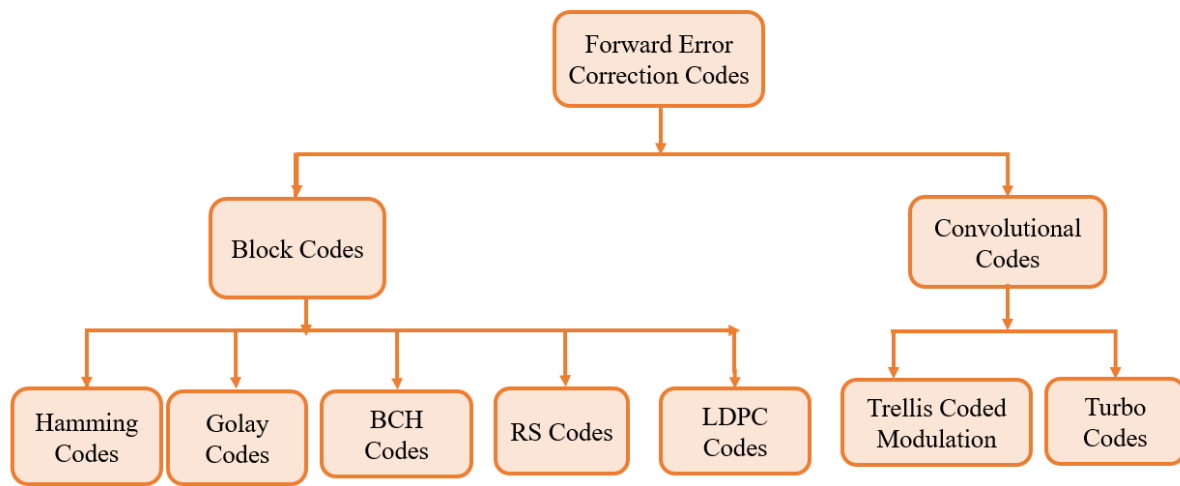 Forward Error
Correction Codes
Block Codes
Convolutional
Codes
Hamming
Codes
Golay
Codes
BCH
Codes
RS Codes
LDPC
Codes
Trellis Coded
Modulation
Turbo
Codes